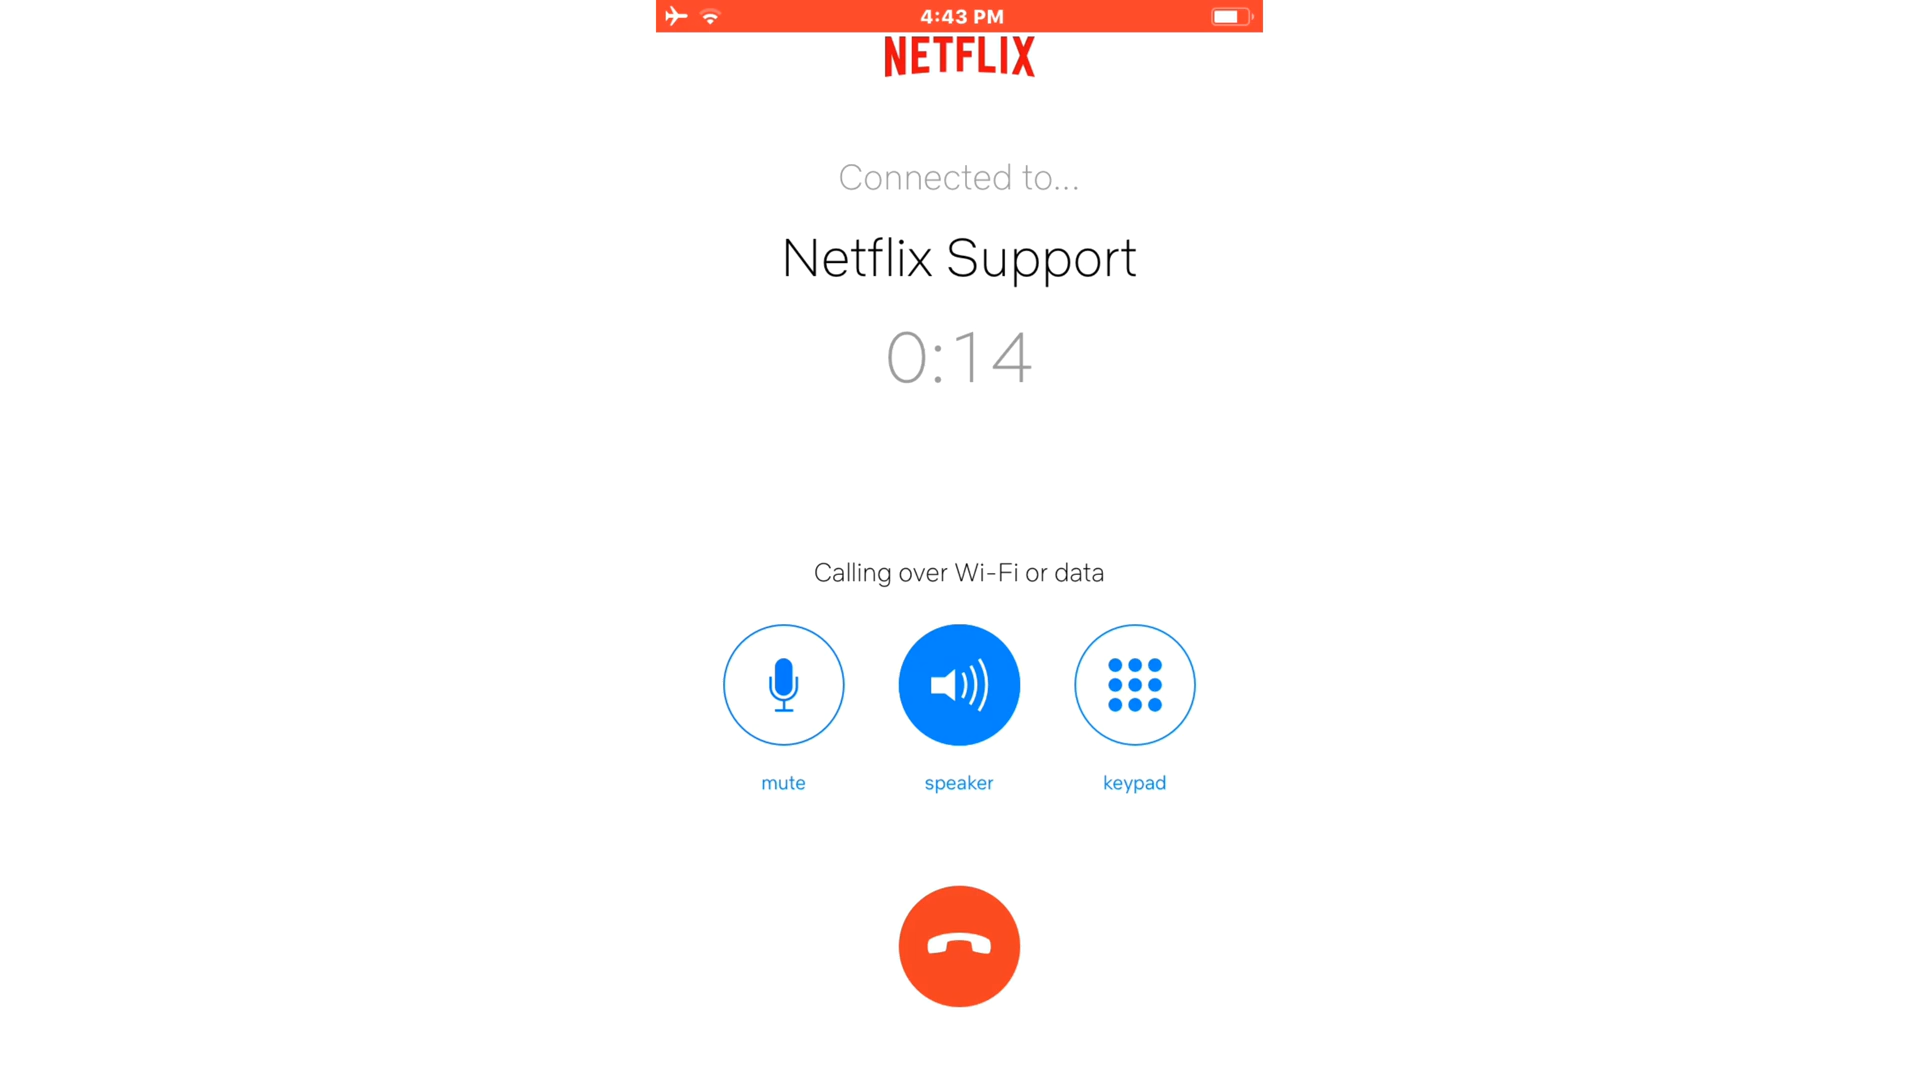 4:43 PM
NETFLIX
Connected to...
Netflix Support
0:14
Calling over Wi-Fi or data
mute speaker keypad